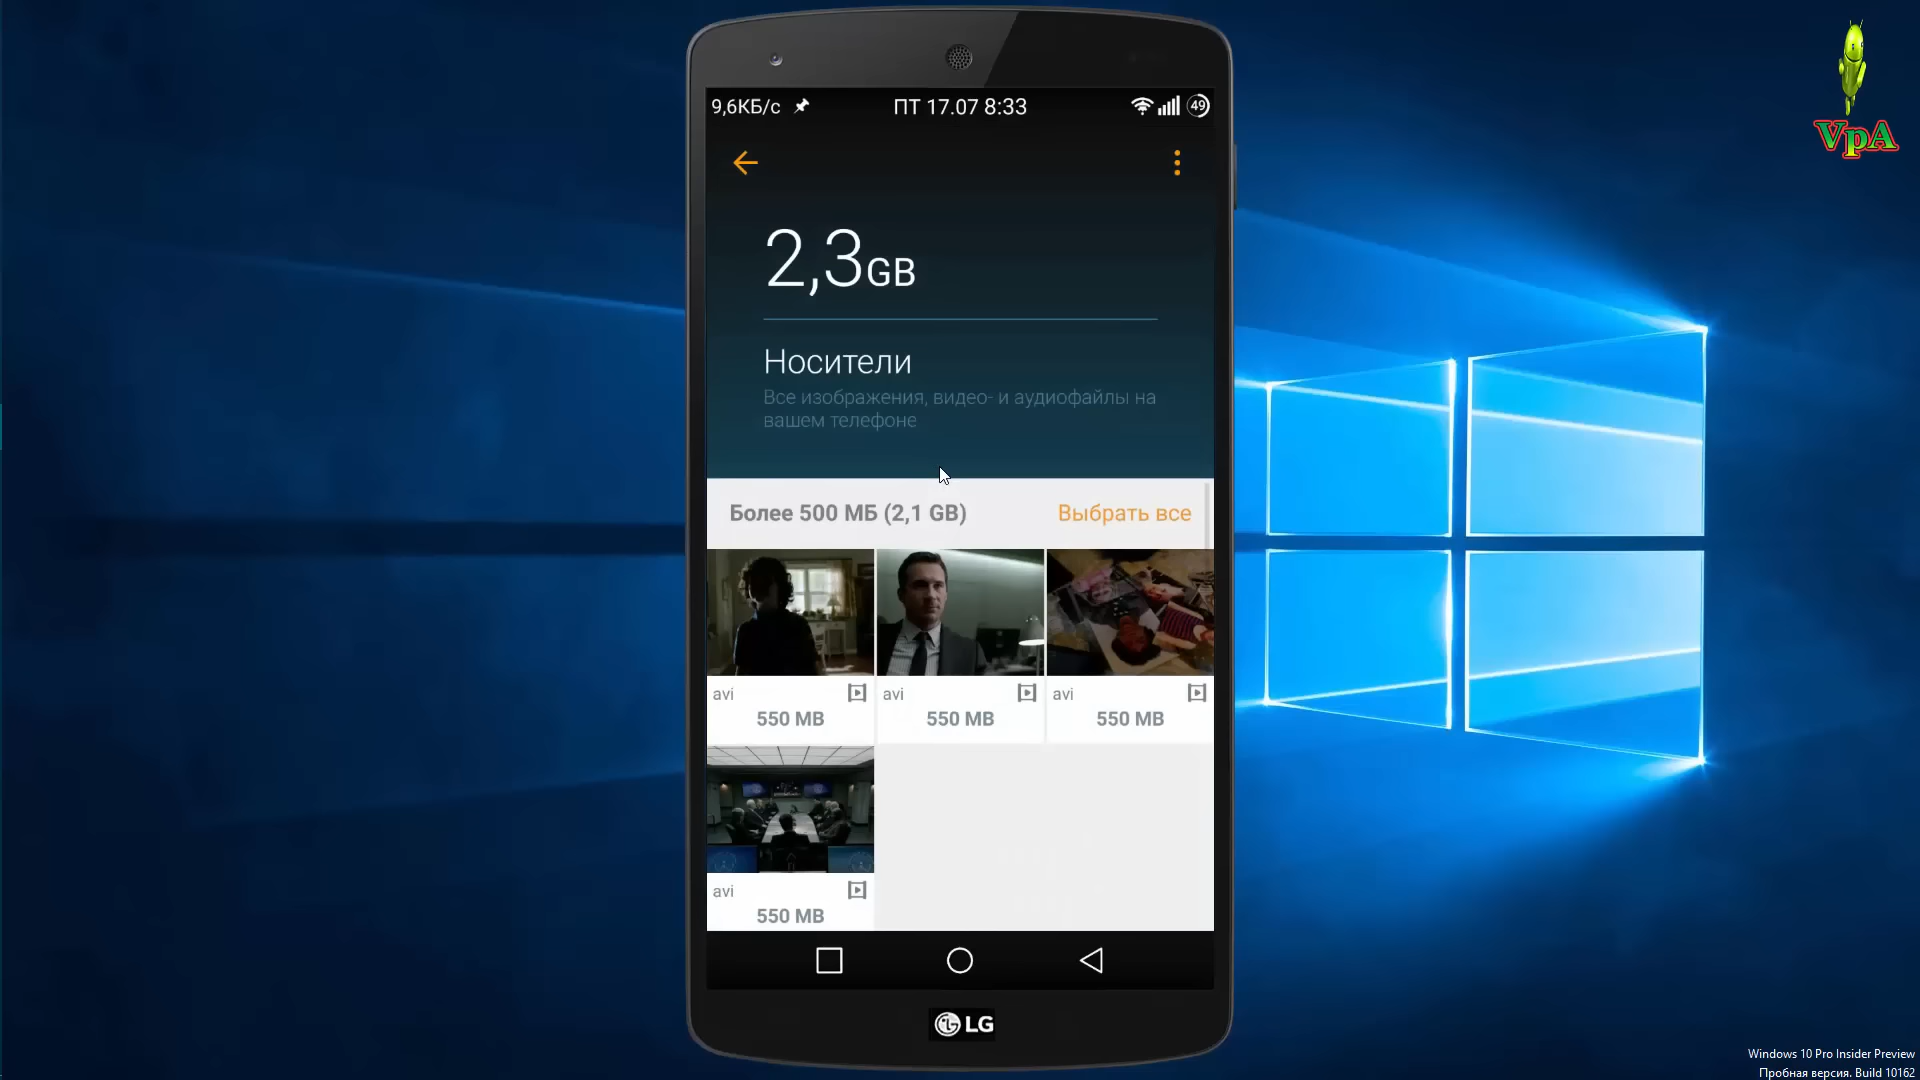 VpA
9,6КБ/с ПТ 17.07 8:33 49
2,3GB
Носители
Все изображения, видео- и аудиофайлы на
вашем телефоне
Более 500 МБ (2,1 GB) Выбрать все
avi avi avi
550 MB 550 MB 550 MB
avi
550 MB
LG
Windows 10 Pro Insider Preview
Пробная версия. Build 10162